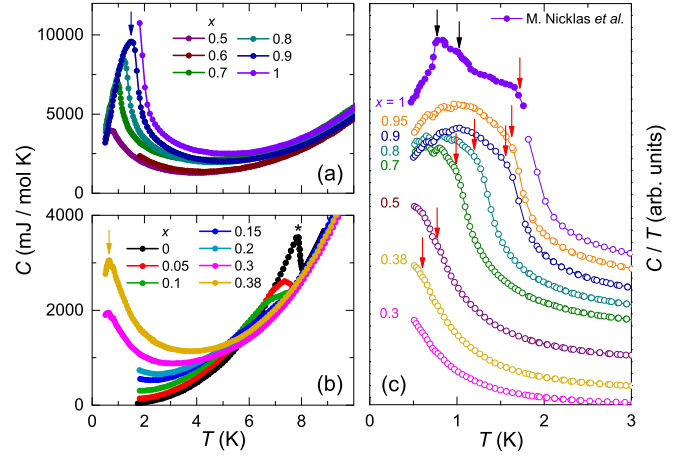 10000
7500
5000
2500
x
0.5
0.6
0.7
0.8
0.9
1
(a)
C (mJ / mol K)
4000
2000
0
x
0
0.05
0.1
0.15
0.2
0.3
0.38
*
(b)
0 2 4 6 8
T (K)
M. Nicklas et al.
x = 1
0.95
0.9
0.8
0.7
0.5
0.38
0.3
(c)
C / T (arb. units)
0 1 2 3
T (K)